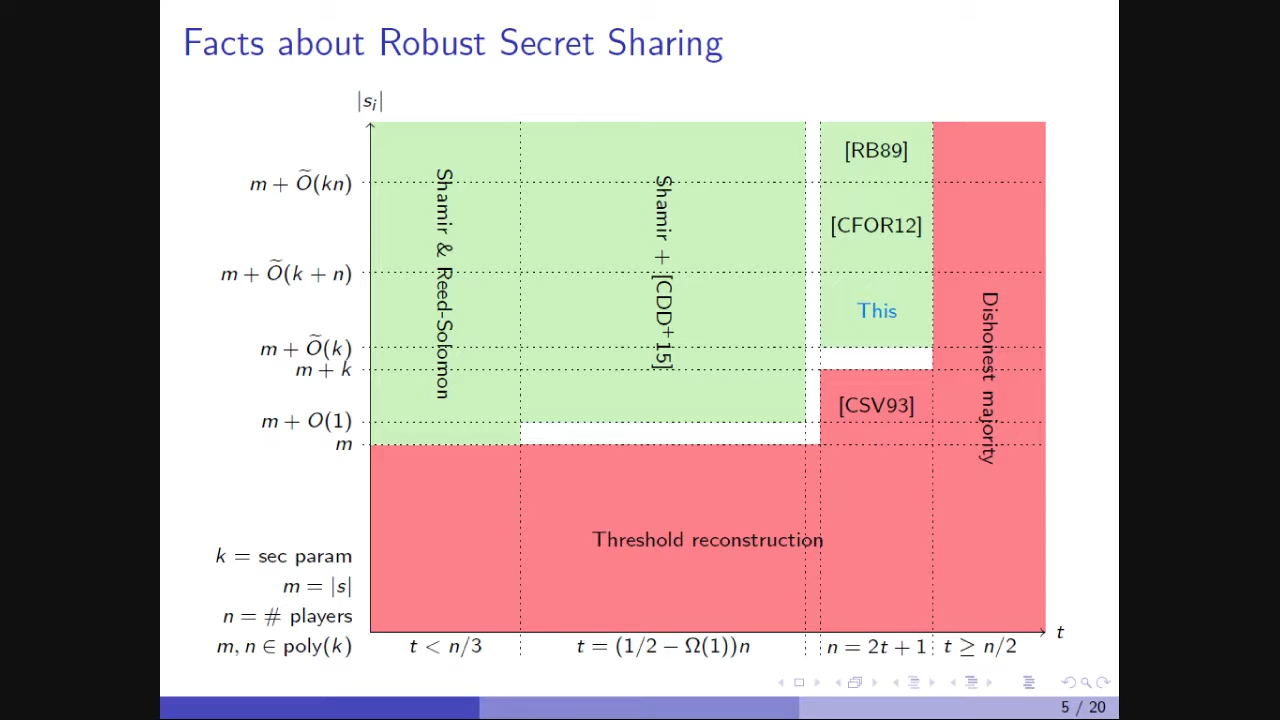 Facts about Robust Secret Sharing
|s_i|
m + Õ(kn)
m + Õ(k + n)
m + Õ(k)
m + k
m + O(1)
m
Shamir & Reed-Solomon
Shamir + [CDD⁺15]
[RB89]
[CFOR12]
This
[CSV93]
Dishonest majority
Threshold reconstruction
k = sec param
m = |s|
n = # players
m, n ∈ poly(k)
t < n/3
t = (1/2 − Ω(1))n
n = 2t + 1
t ≥ n/2
t
5 / 20